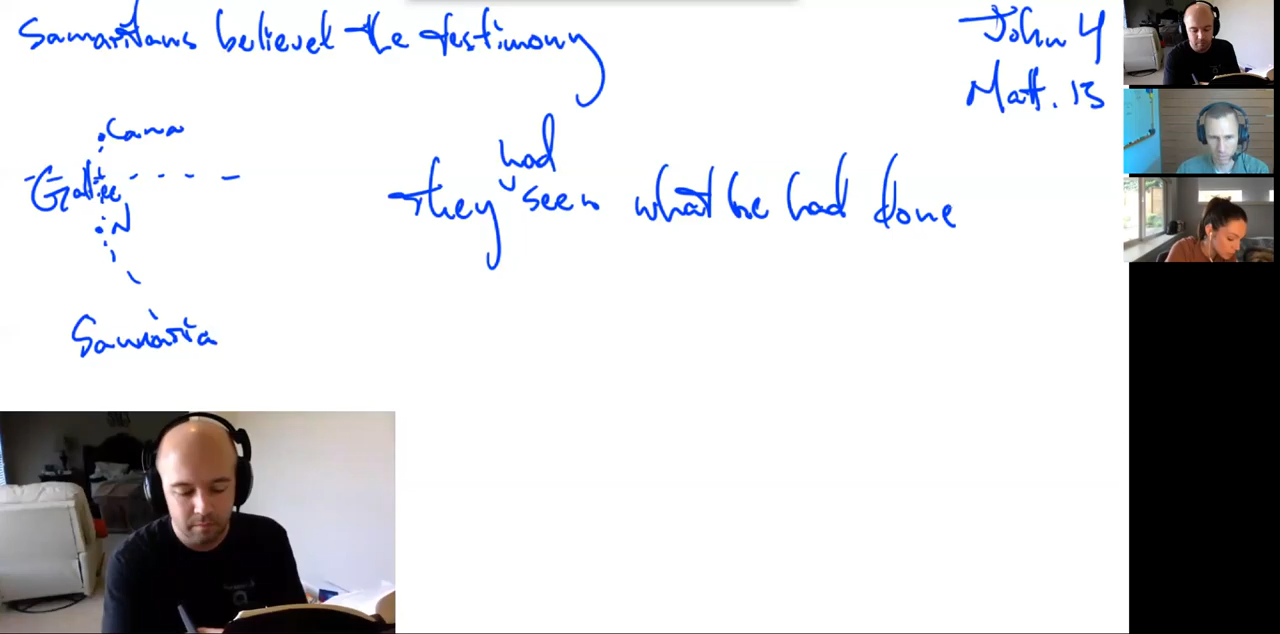 Samaritans believed the testimony
John 4
Matt. 13
Cana
Galilee
N
Samaria
had
they seen what he had done